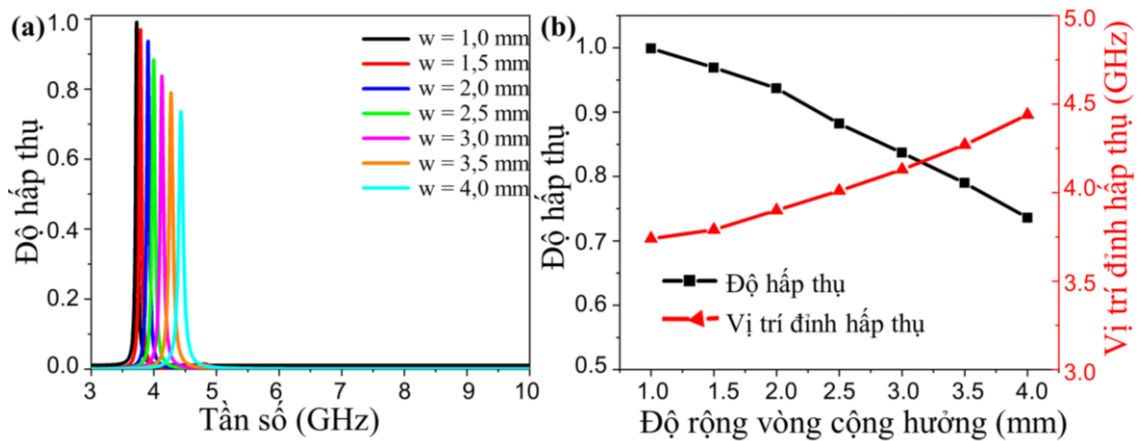 (a)
1.0
0.8
0.6
0.4
0.2
0.0
Độ hấp thụ
3 4 5 6 7 8 9 10
Tần số (GHz)
w = 1,0 mm
w = 1,5 mm
w = 2,0 mm
w = 2,5 mm
w = 3,0 mm
w = 3,5 mm
w = 4,0 mm
(b)
1.0
0.9
0.8
0.7
0.6
0.5
Độ hấp thụ
1.0 1.5 2.0 2.5 3.0 3.5 4.0
Độ rộng vòng cộng hưởng (mm)
Độ hấp thụ
Vị trí đỉnh hấp thụ
5.0
4.5
4.0
3.5
3.0
Vị trí đỉnh hấp thụ (GHz)